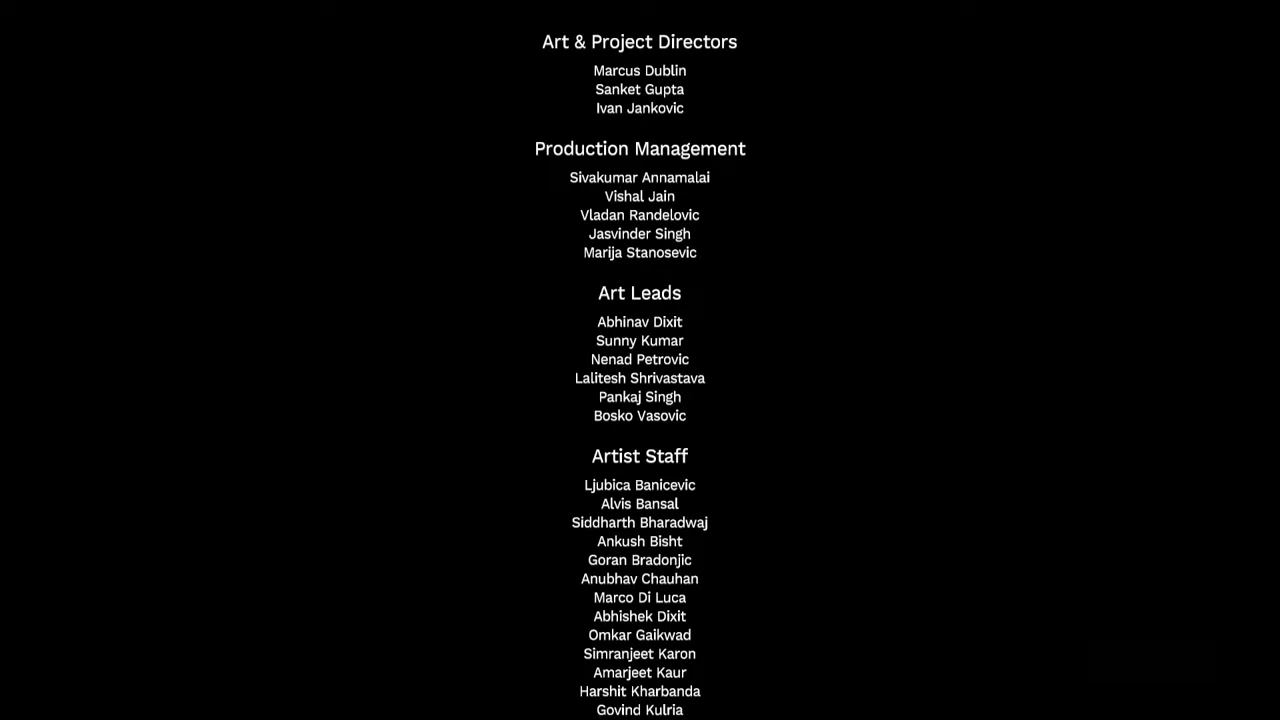 Art & Project Directors
Marcus Dublin
Sanket Gupta
Ivan Jankovic
Production Management
Sivakumar Annamalai
Vishal Jain
Vladan Randelovic
Jasvinder Singh
Marija Stanosevic
Art Leads
Abhinav Dixit
Sunny Kumar
Nenad Petrovic
Lalitesh Shrivastava
Pankaj Singh
Bosko Vasovic
Artist Staff
Ljubica Banicevic
Alvis Bansal
Siddharth Bharadwaj
Ankush Bisht
Goran Bradonjic
Anubhav Chauhan
Marco Di Luca
Abhishek Dixit
Omkar Gaikwad
Simranjeet Karon
Amarjeet Kaur
Harshit Kharbanda
Govind Kulria